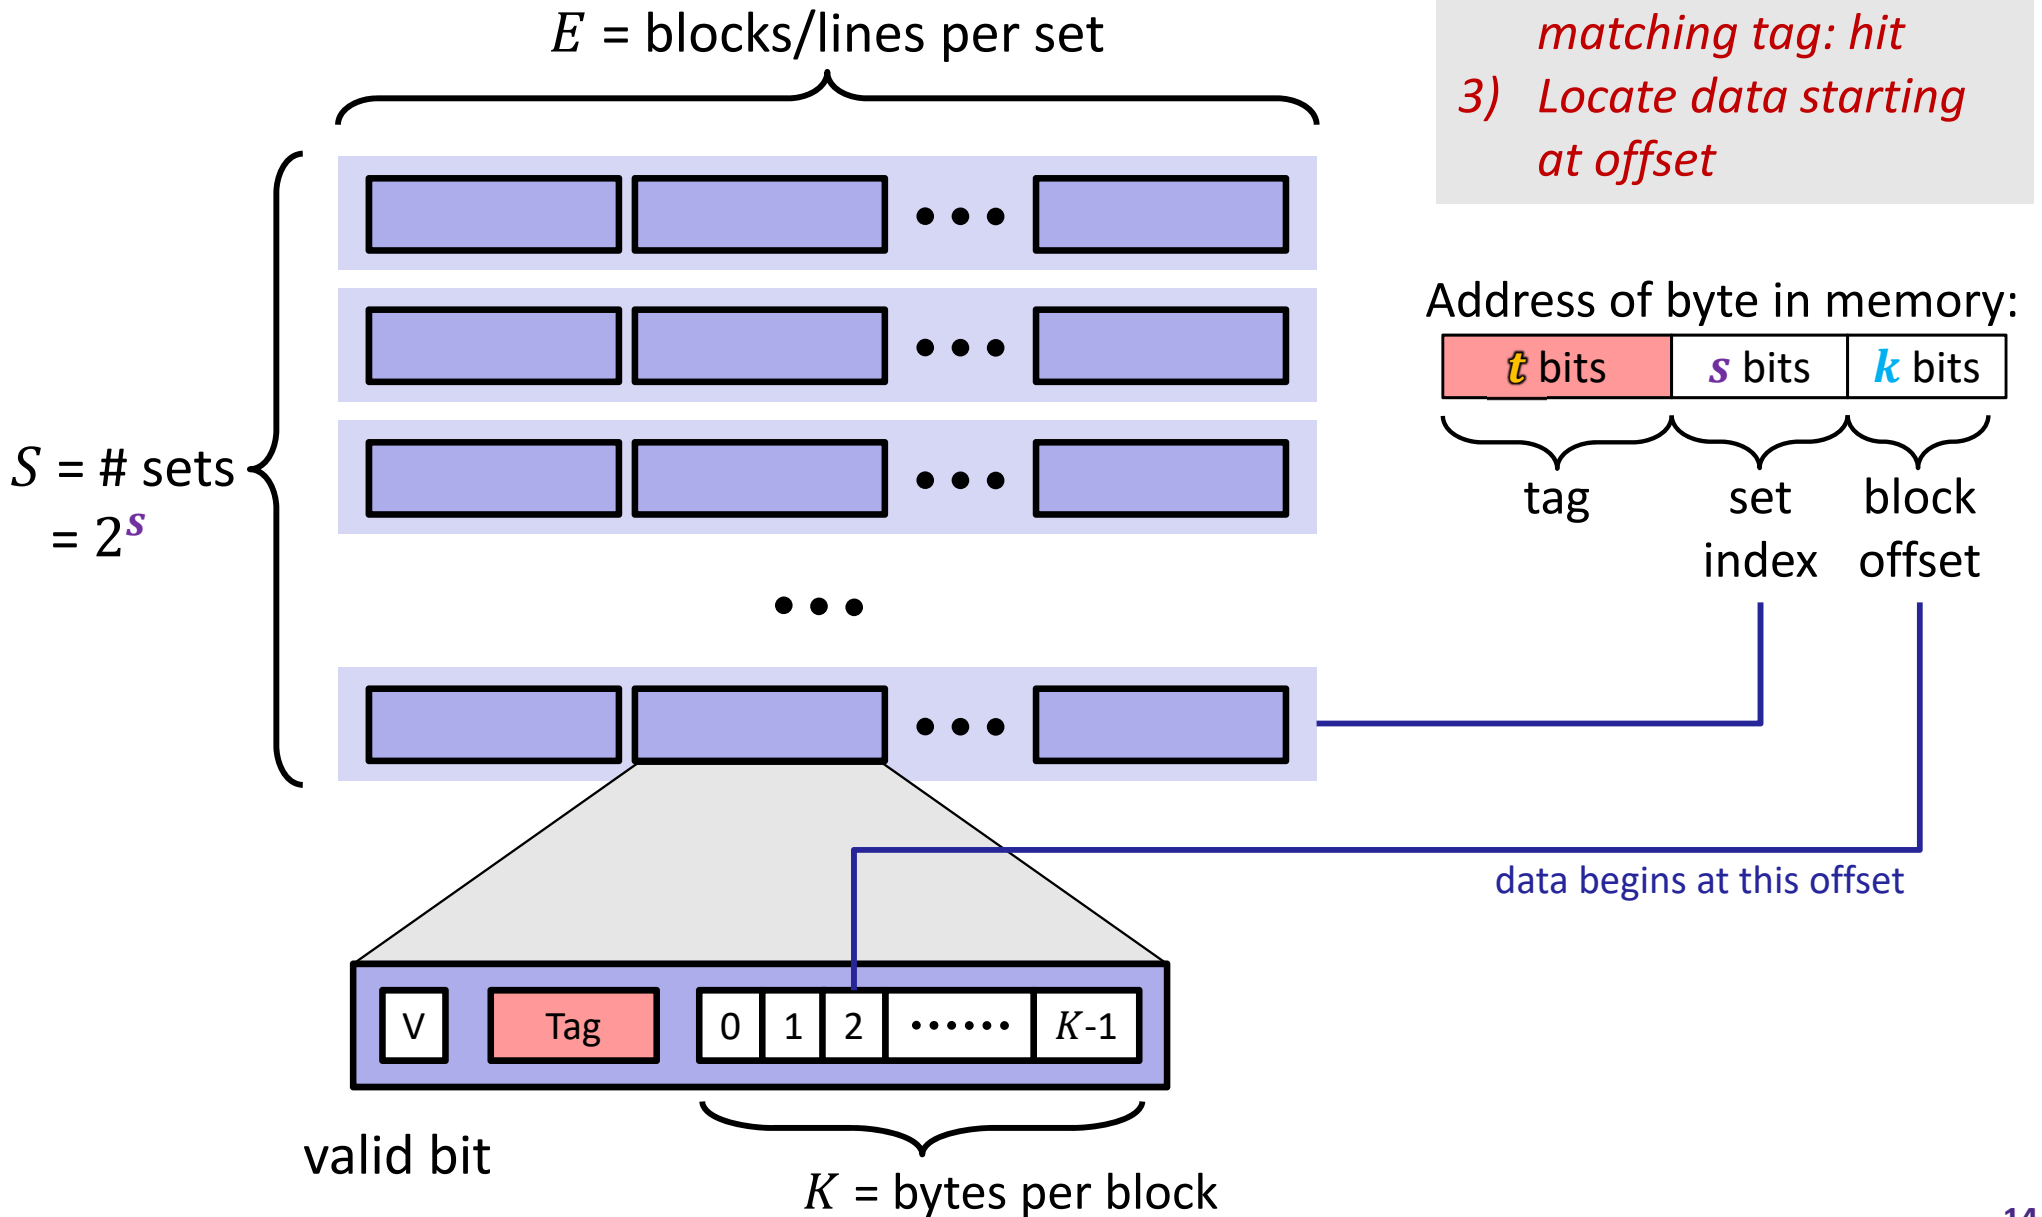 E = blocks/lines per set
matching tag: hit
3) Locate data starting
at offset
Address of byte in memory:
t bits s bits k bits
tag set block
index offset
S = # sets
= 2^s
data begins at this offset
V Tag 0 1 2 •••••• K-1
valid bit
K = bytes per block
14